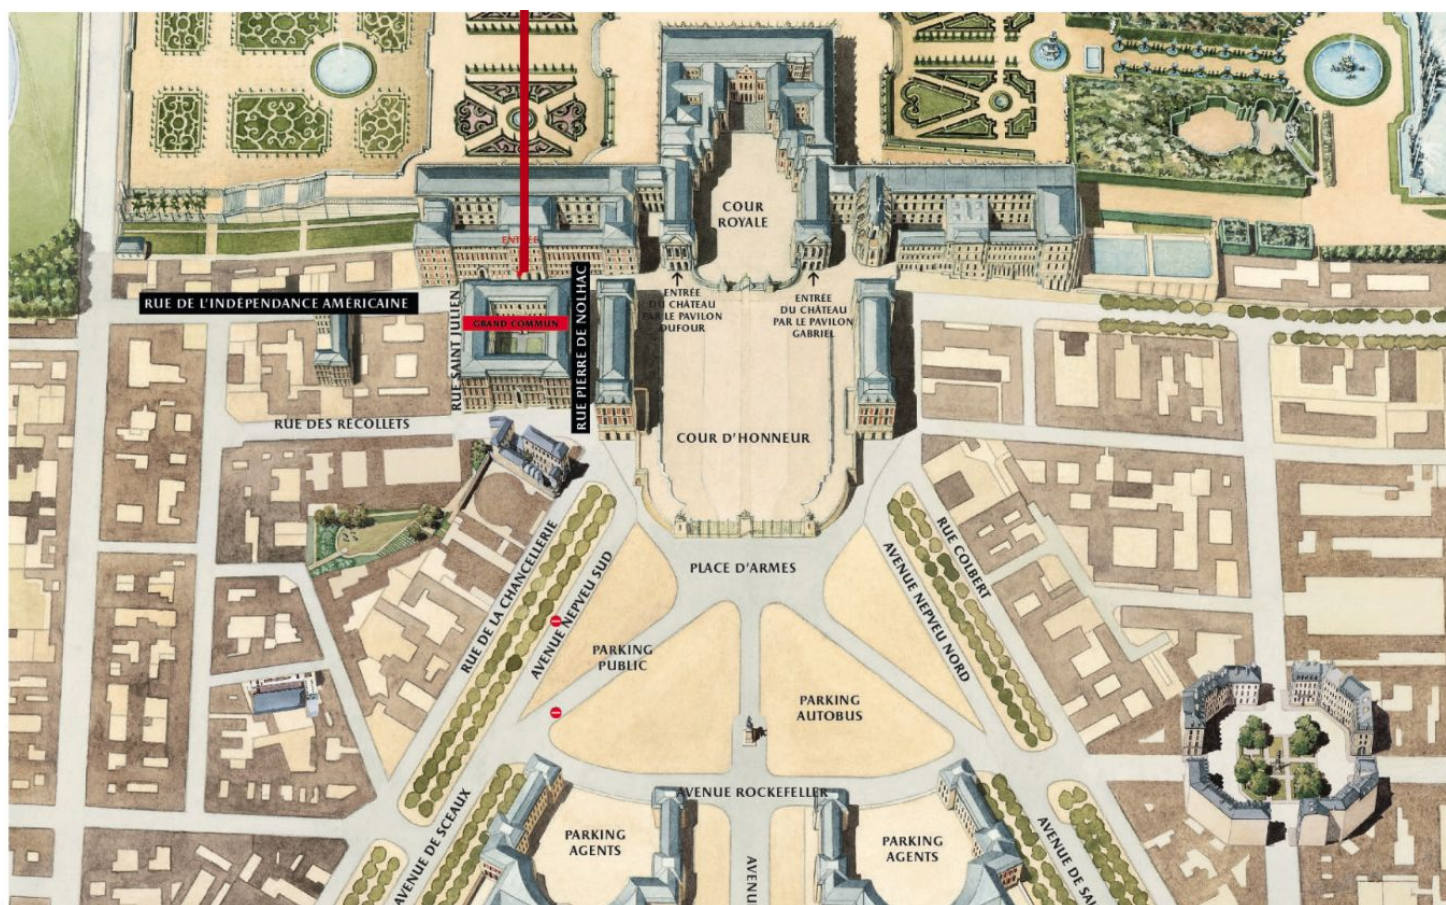 COUR
ROYALE
ENTRÉE
RUE DE L'INDÉPENDANCE AMÉRICAINE
RUE SAINT JULIEN
GRAND COMMUN
RUE PIERRE DE NOLHAC
ENTRÉE
DU CHÂTEAU
PAR LE PAVILON
DUFOUR
ENTRÉE
DU CHÂTEAU
PAR LE PAVILON
GABRIEL
RUE DES RÉCOLLETS
COUR D'HONNEUR
RUE DE LA CHANCELLERIE
AVENUE NEPVEU SUD
PLACE D'ARMES
AVENUE NEPVEU NORD
RUE COLBERT
PARKING
PUBLIC
PARKING
AUTOBUS
AVENUE ROCKEFELLER
AVENUE DE SCEAUX
PARKING
AGENTS
AVENU
PARKING
AGENTS
AVENUE DE SA